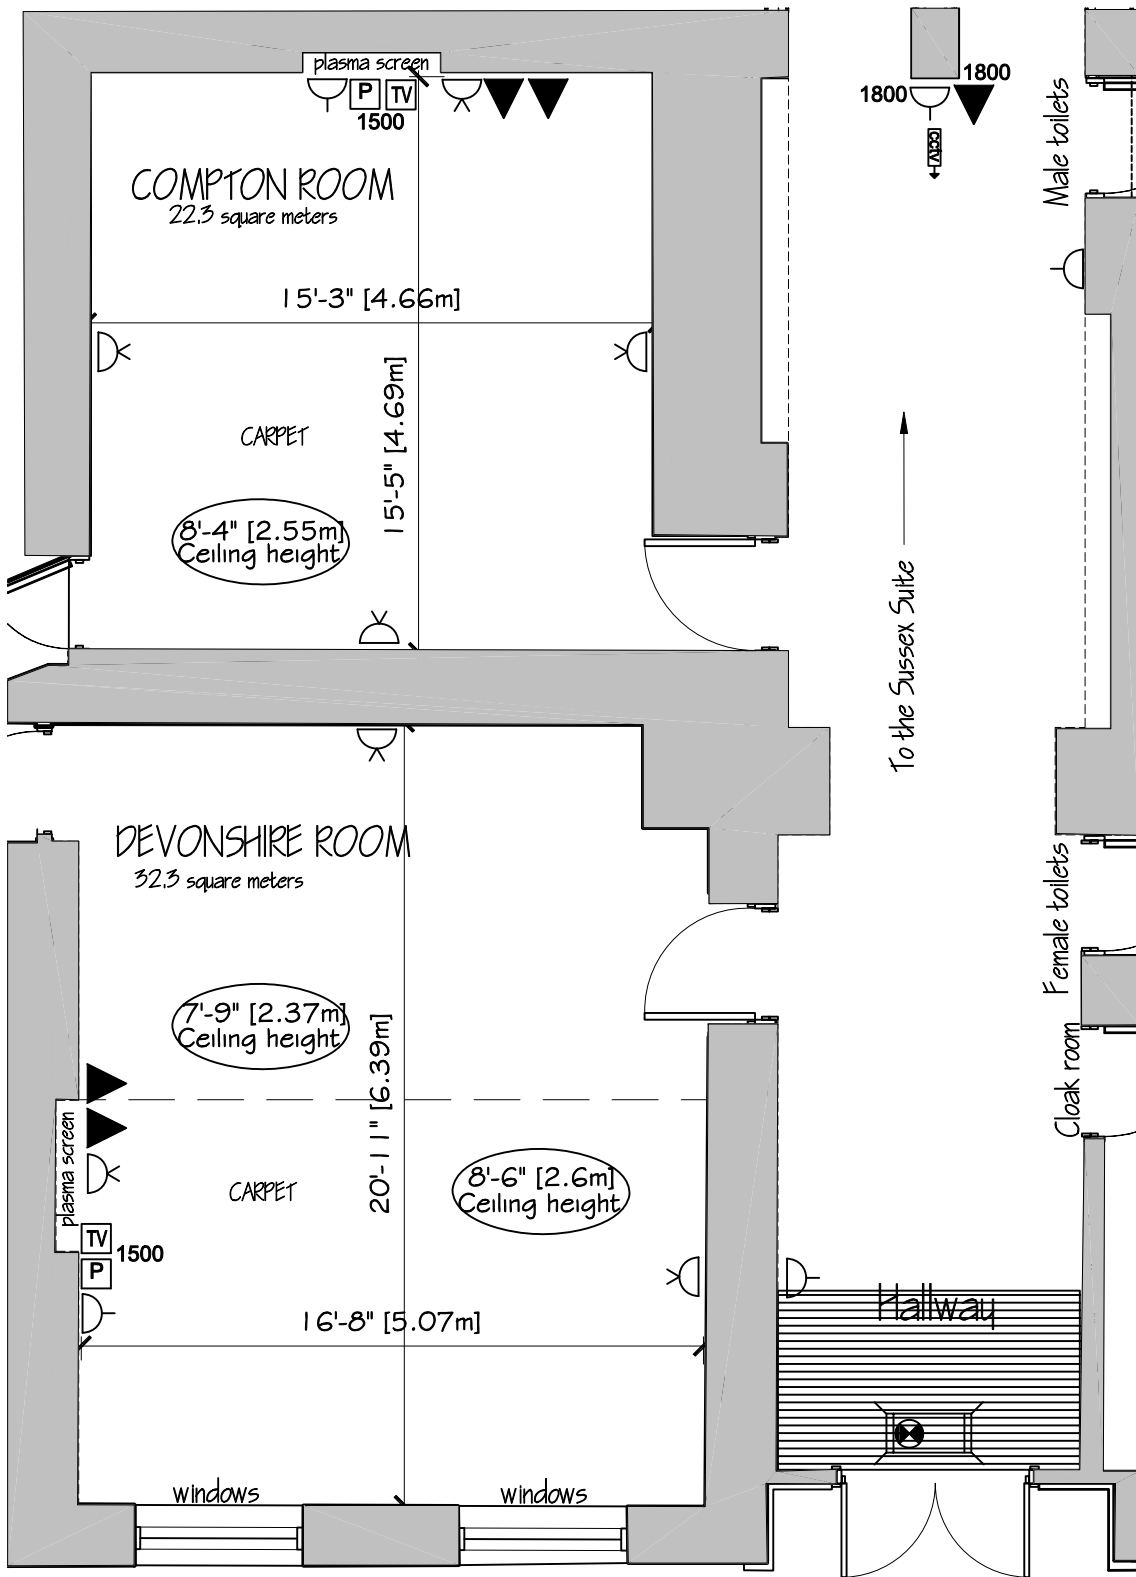 plasma screen
P
TV
1500
1800
1800
cctv
Male toilets
COMPTON ROOM
22.3 square meters
15'-3" [4.66m]
15'-5" [4.69m]
CARPET
8'-4" [2.55m]
Ceiling height
To the Sussex Suite
DEVONSHIRE ROOM
32.3 square meters
Female toilets
7'-9" [2.37m]
Ceiling height
20'-11" [6.39m]
Cloak room
plasma screen
CARPET
8'-6" [2.6m]
Ceiling height
TV
1500
P
16'-8" [5.07m]
Hallway
windows
windows